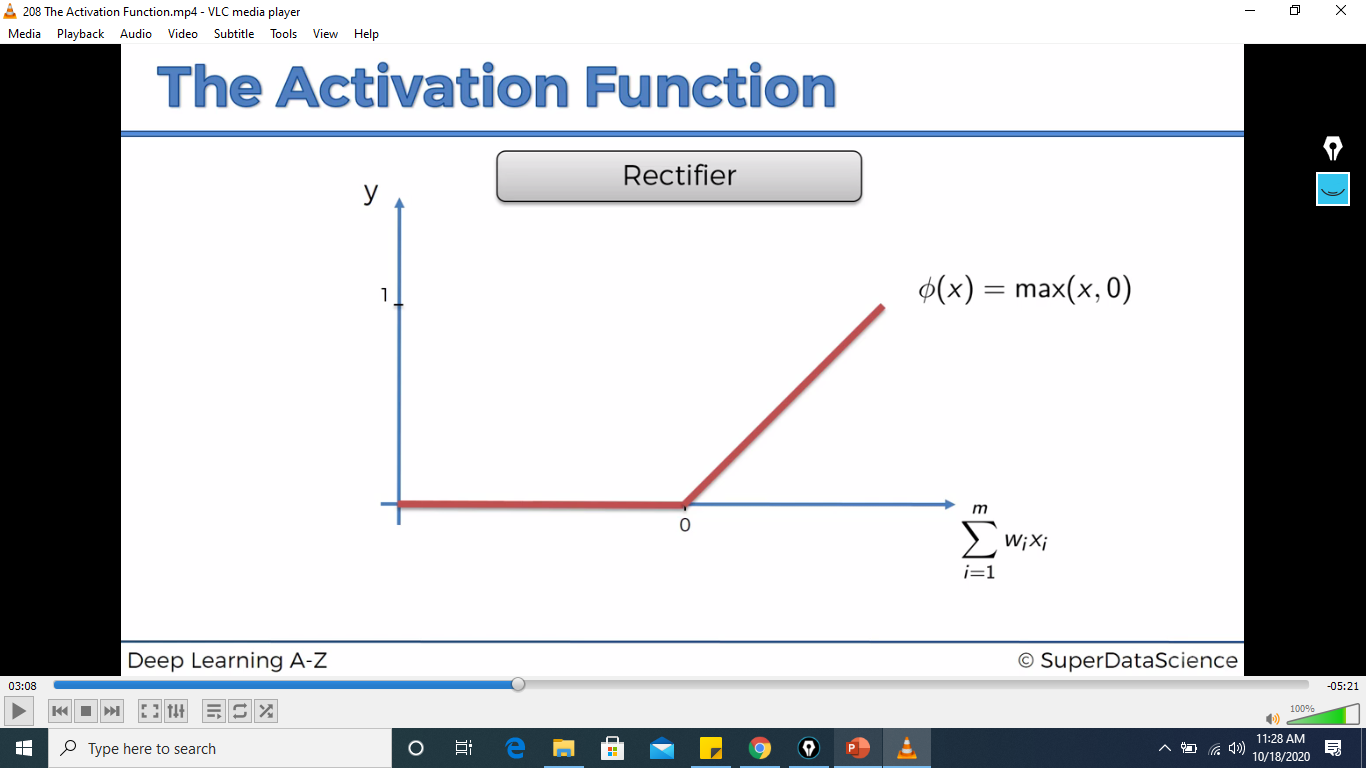 208 The Activation Function.mp4 - VLC media player
Media Playback Audio Video Subtitle Tools View Help
The Activation Function
Rectifier
y
1
ϕ(x) = max(x, 0)
0
m
∑ wᵢxᵢ
i=1
Deep Learning A-Z
© SuperDataScience
03:08
-05:21
100%
Type here to search
11:28 AM
10/18/2020